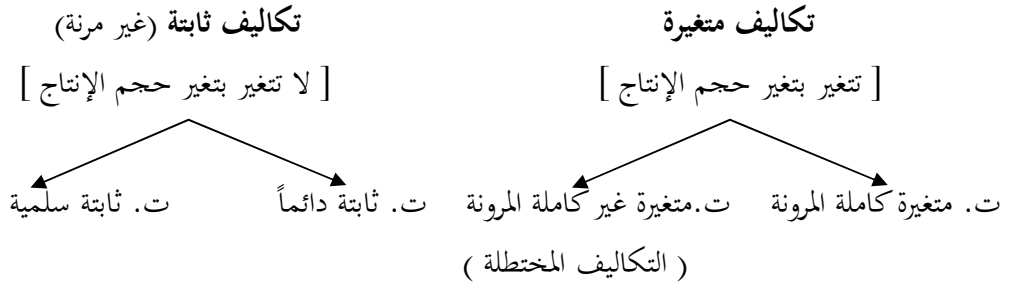 تكاليف متغيرة تكاليف ثابتة (غير مرنة)
[ تتغير بتغير حجم الإنتاج ] [ لا تتغير بتغير حجم الإنتاج ]
ت. متغيرة كاملة المرونة ت.متغيرة غير كاملة المرونة ت. ثابتة دائماً ت. ثابتة سلمية
( التكاليف المختطلة )